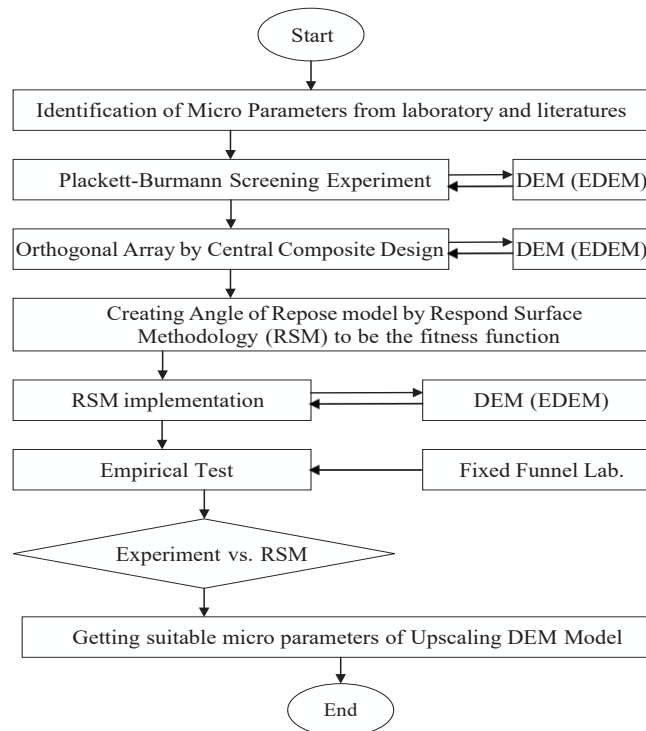 Start
Identification of Micro Parameters from laboratory and literatures
Plackett-Burmann Screening Experiment
DEM (EDEM)
Orthogonal Array by Central Composite Design
DEM (EDEM)
Creating Angle of Repose model by Respond Surface
Methodology (RSM) to be the fitness function
RSM implementation
DEM (EDEM)
Empirical Test
Fixed Funnel Lab.
Experiment vs. RSM
Getting suitable micro parameters of Upscaling DEM Model
End